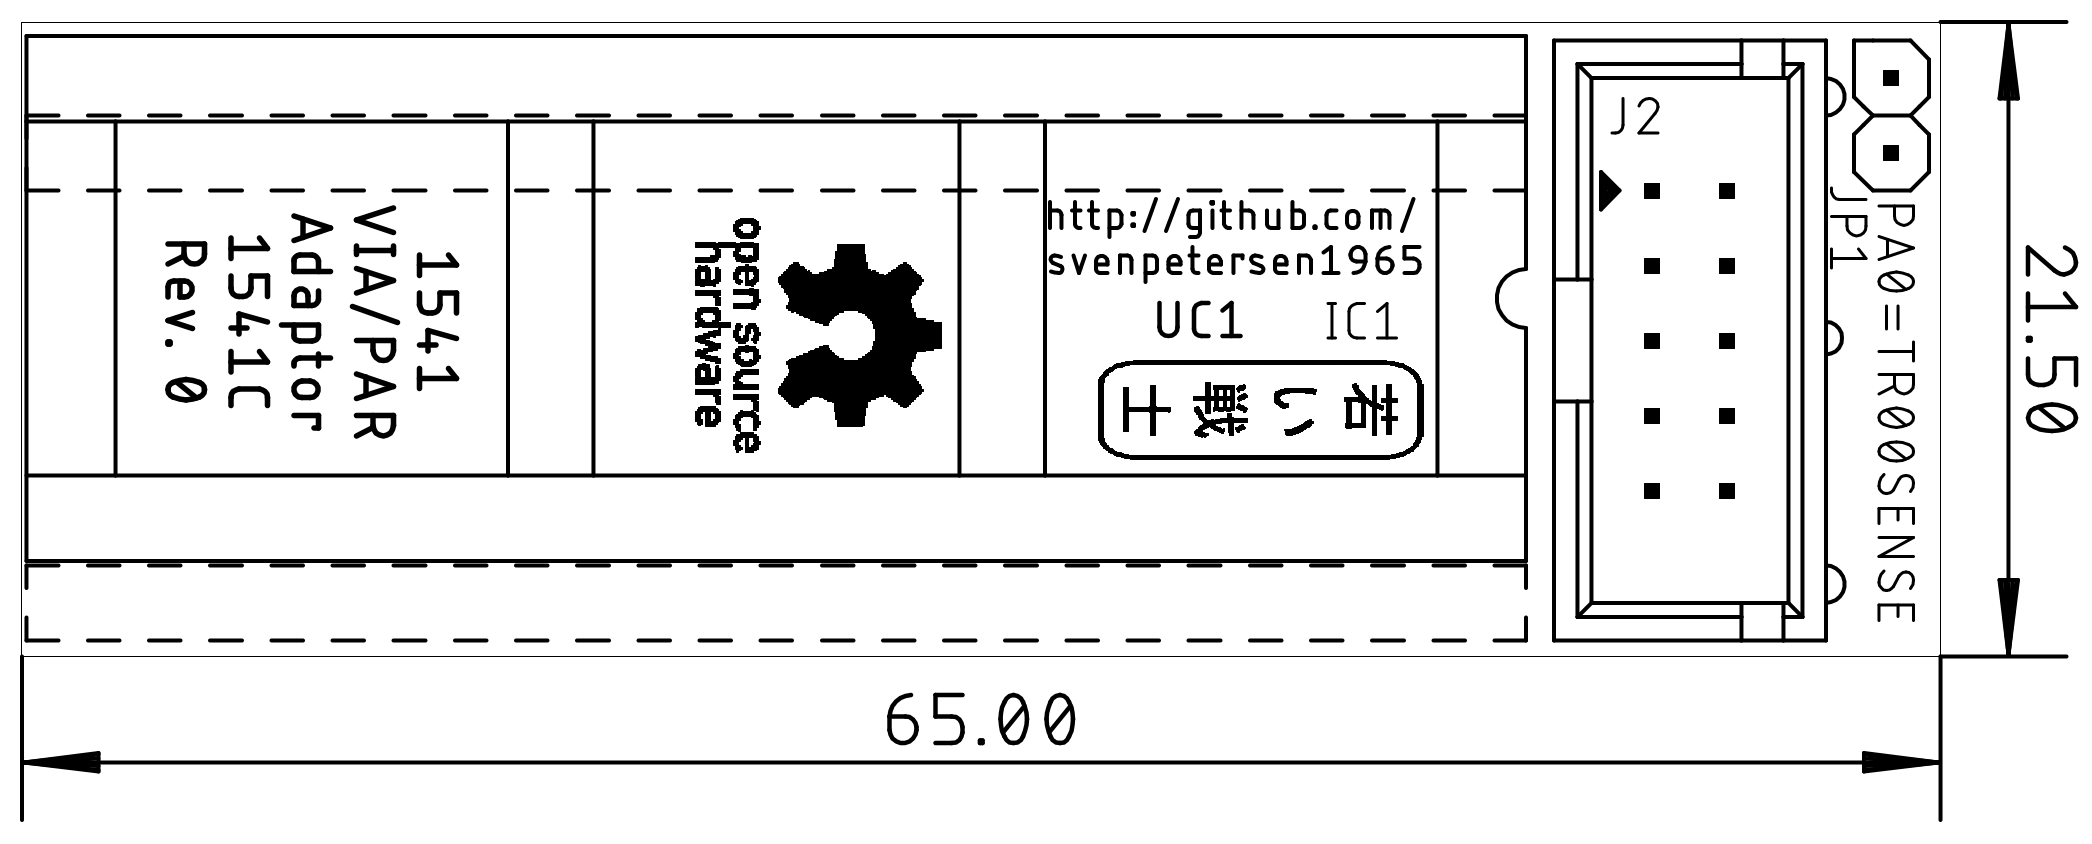 1541
VIA/PAR
Adaptor
1541C
Rev. 0
open source
hardware
http://github.com/
svenpetersen1965
UC1
IC1
若い戦士
J2
JP1
PA0=TR00SENSE
21.50
65.00